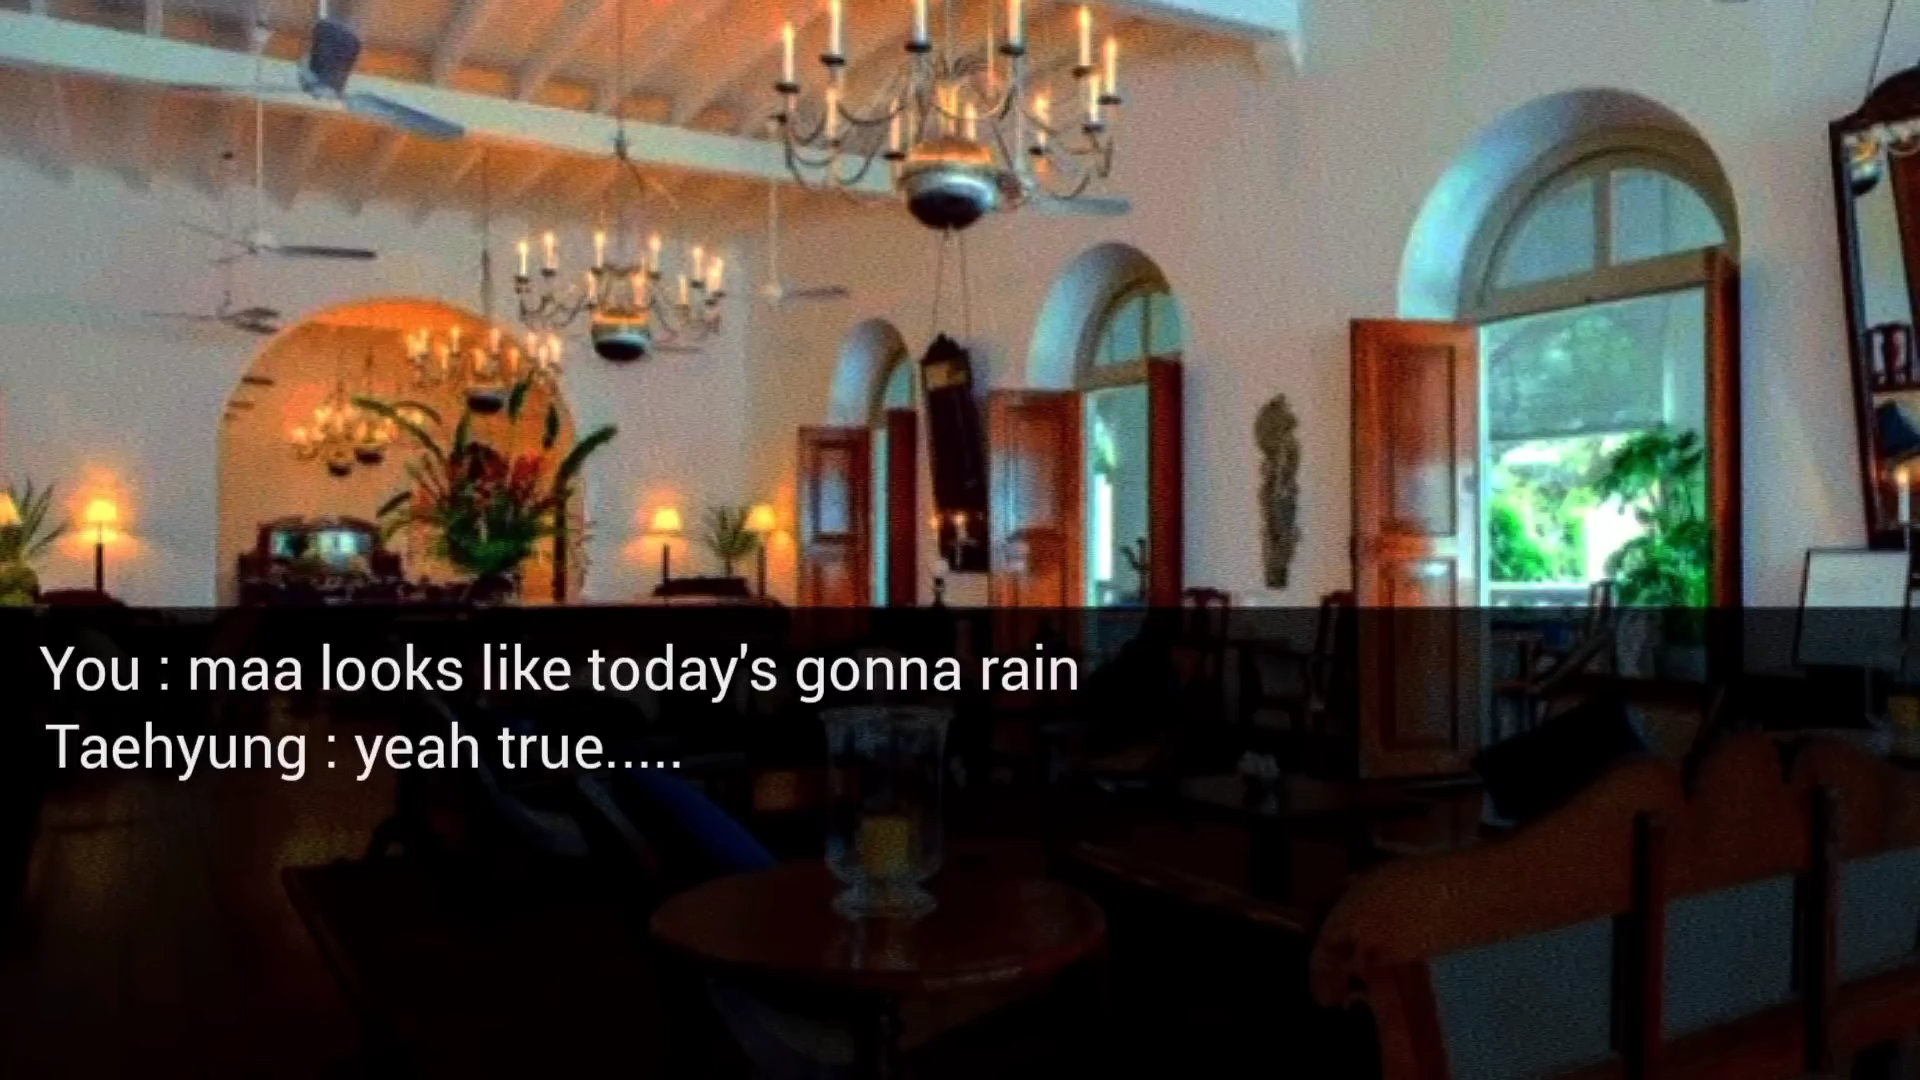 You : maa looks like today's gonna rain
Taehyung : yeah true.....